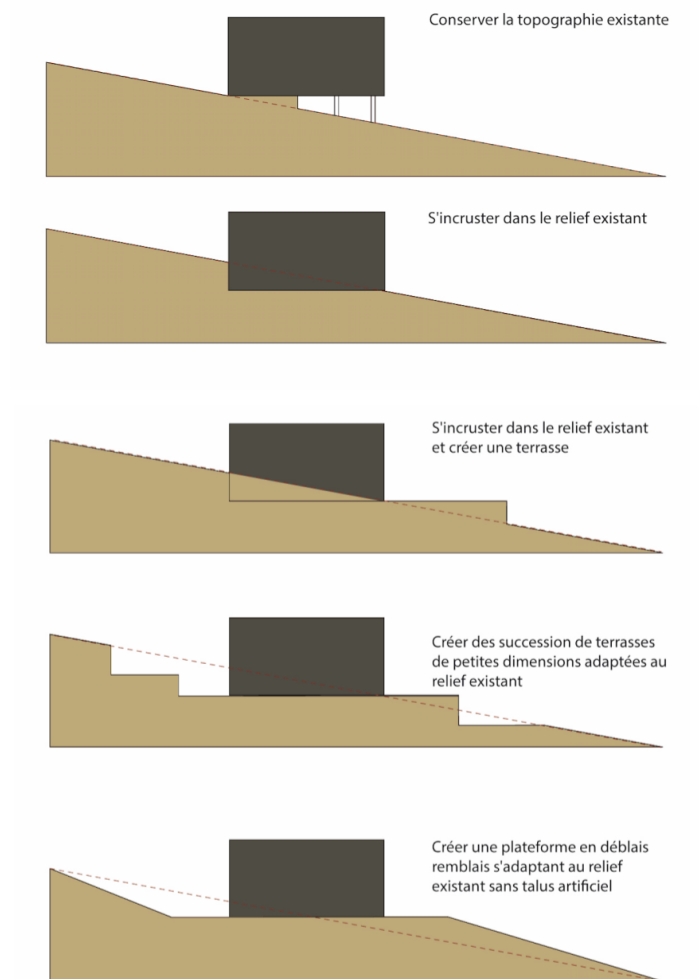 Conserver la topographie existante
S'incruster dans le relief existant
S'incruster dans le relief existant
et créer une terrasse
Créer des succession de terrasses
de petites dimensions adaptées au
relief existant
Créer une plateforme en déblais
remblais s'adaptant au relief
existant sans talus artificiel